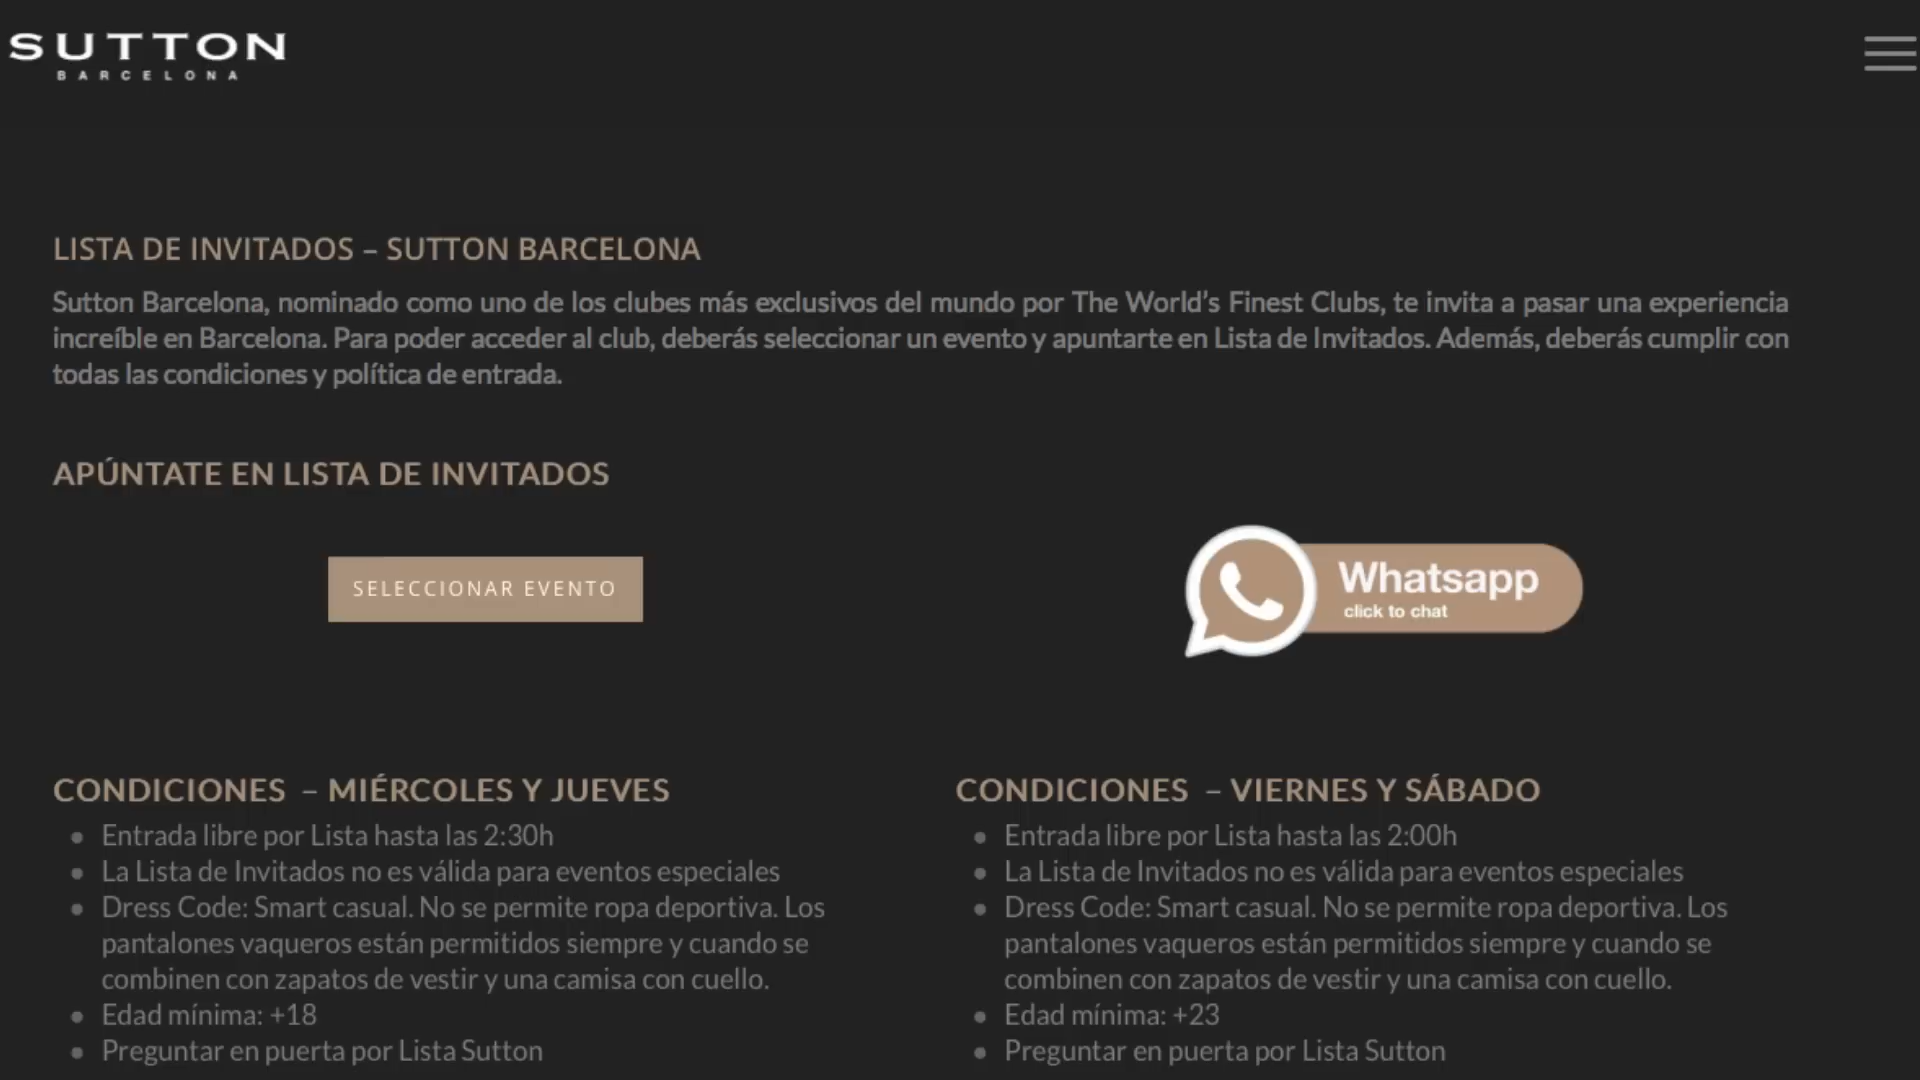 SUTTON
BARCELONA
LISTA DE INVITADOS – SUTTON BARCELONA
Sutton Barcelona, nominado como uno de los clubes más exclusivos del mundo por The World’s Finest Clubs, te invita a pasar una experiencia
increíble en Barcelona. Para poder acceder al club, deberás seleccionar un evento y apuntarte en Lista de Invitados. Además, deberás cumplir con
todas las condiciones y política de entrada.
APÚNTATE EN LISTA DE INVITADOS
SELECCIONAR EVENTO
Whatsapp
click to chat
CONDICIONES – MIÉRCOLES Y JUEVES
Entrada libre por Lista hasta las 2:30h
La Lista de Invitados no es válida para eventos especiales
Dress Code: Smart casual. No se permite ropa deportiva. Los
pantalones vaqueros están permitidos siempre y cuando se
combinen con zapatos de vestir y una camisa con cuello.
Edad mínima: +18
Preguntar en puerta por Lista Sutton
CONDICIONES – VIERNES Y SÁBADO
Entrada libre por Lista hasta las 2:00h
La Lista de Invitados no es válida para eventos especiales
Dress Code: Smart casual. No se permite ropa deportiva. Los
pantalones vaqueros están permitidos siempre y cuando se
combinen con zapatos de vestir y una camisa con cuello.
Edad mínima: +23
Preguntar en puerta por Lista Sutton